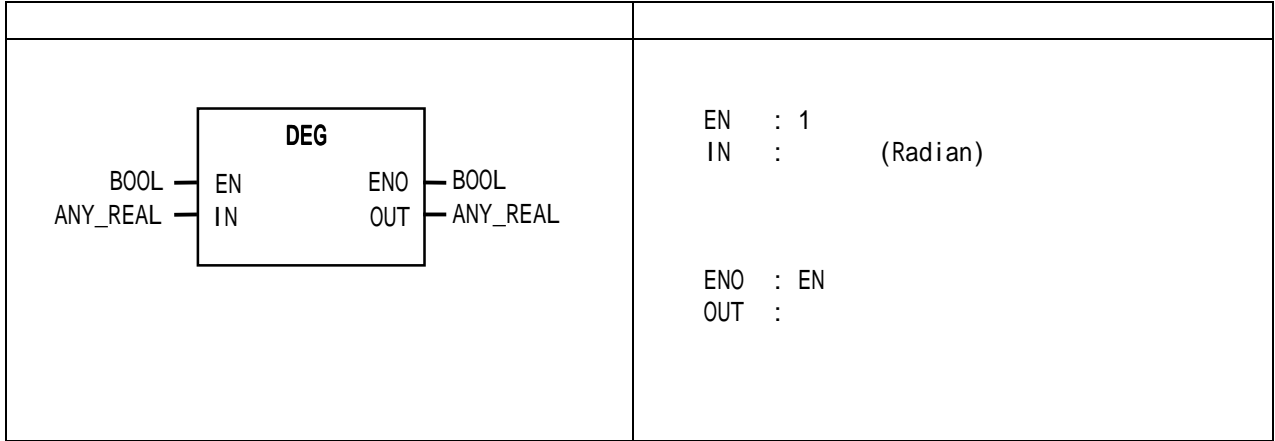 DEG
BOOL EN ENO BOOL
ANY_REAL IN OUT ANY_REAL
EN : 1
IN : (Radian)
ENO : EN
OUT :